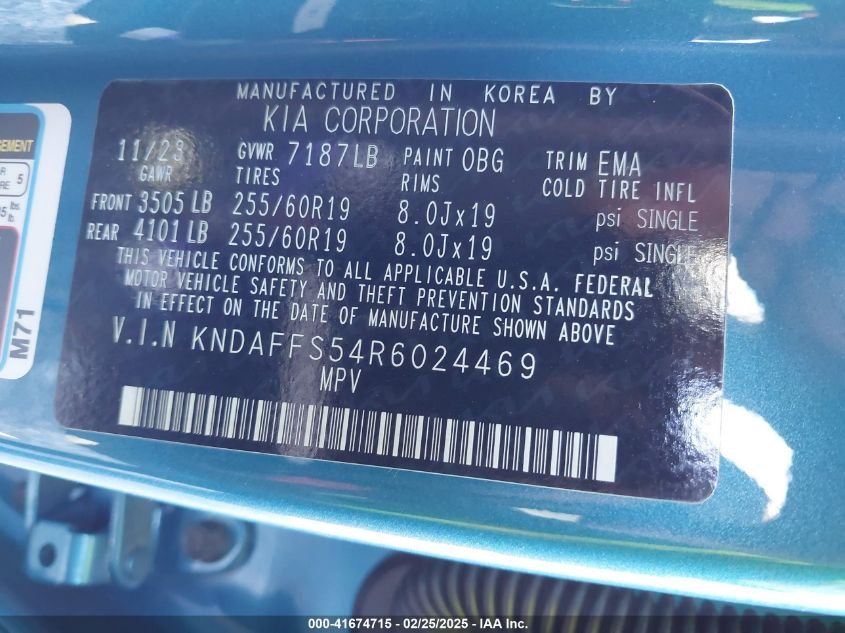 MANUFACTURED IN KOREA BY
KIA CORPORATION
11/23 GVWR 7187LB PAINT OBG TRIM EMA
GAWR TIRES RIMS COLD TIRE INFL
FRONT 3505 LB 255/60R19 8.0Jx19 psi SINGLE
REAR 4101 LB 255/60R19 8.0Jx19 psi SINGLE
THIS VEHICLE CONFORMS TO ALL APPLICABLE U.S.A. FEDERAL
MOTOR VEHICLE SAFETY AND THEFT PREVENTION STANDARDS
IN EFFECT ON THE DATE OF MANUFACTURE SHOWN ABOVE
V.I.N KNDAFFS54R6024469
MPV
5
lbs.
lb.
M71
000-41674715 / 02/25/2025 / IAA Inc.